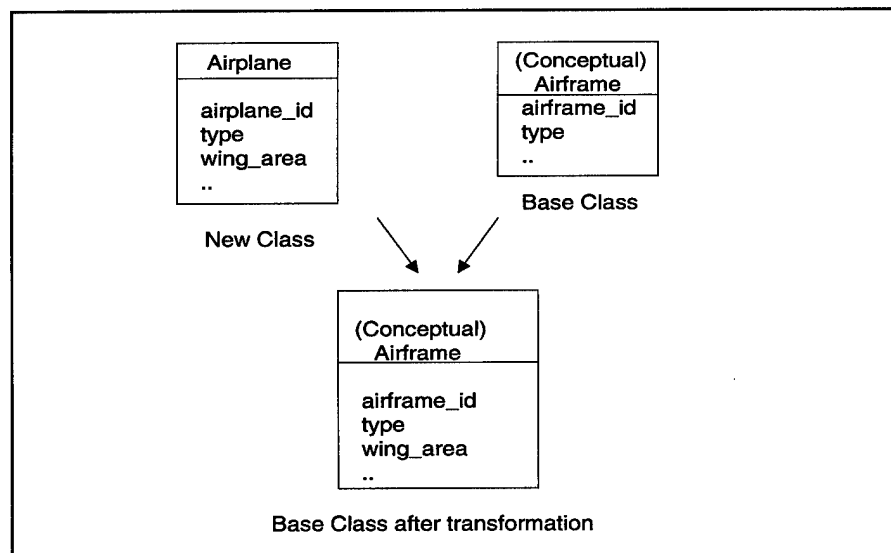 Airplane
airplane_id
type
wing_area
..
New Class
(Conceptual)
Airframe
airframe_id
type
..
Base Class
(Conceptual)
Airframe
airframe_id
type
wing_area
..
Base Class after transformation